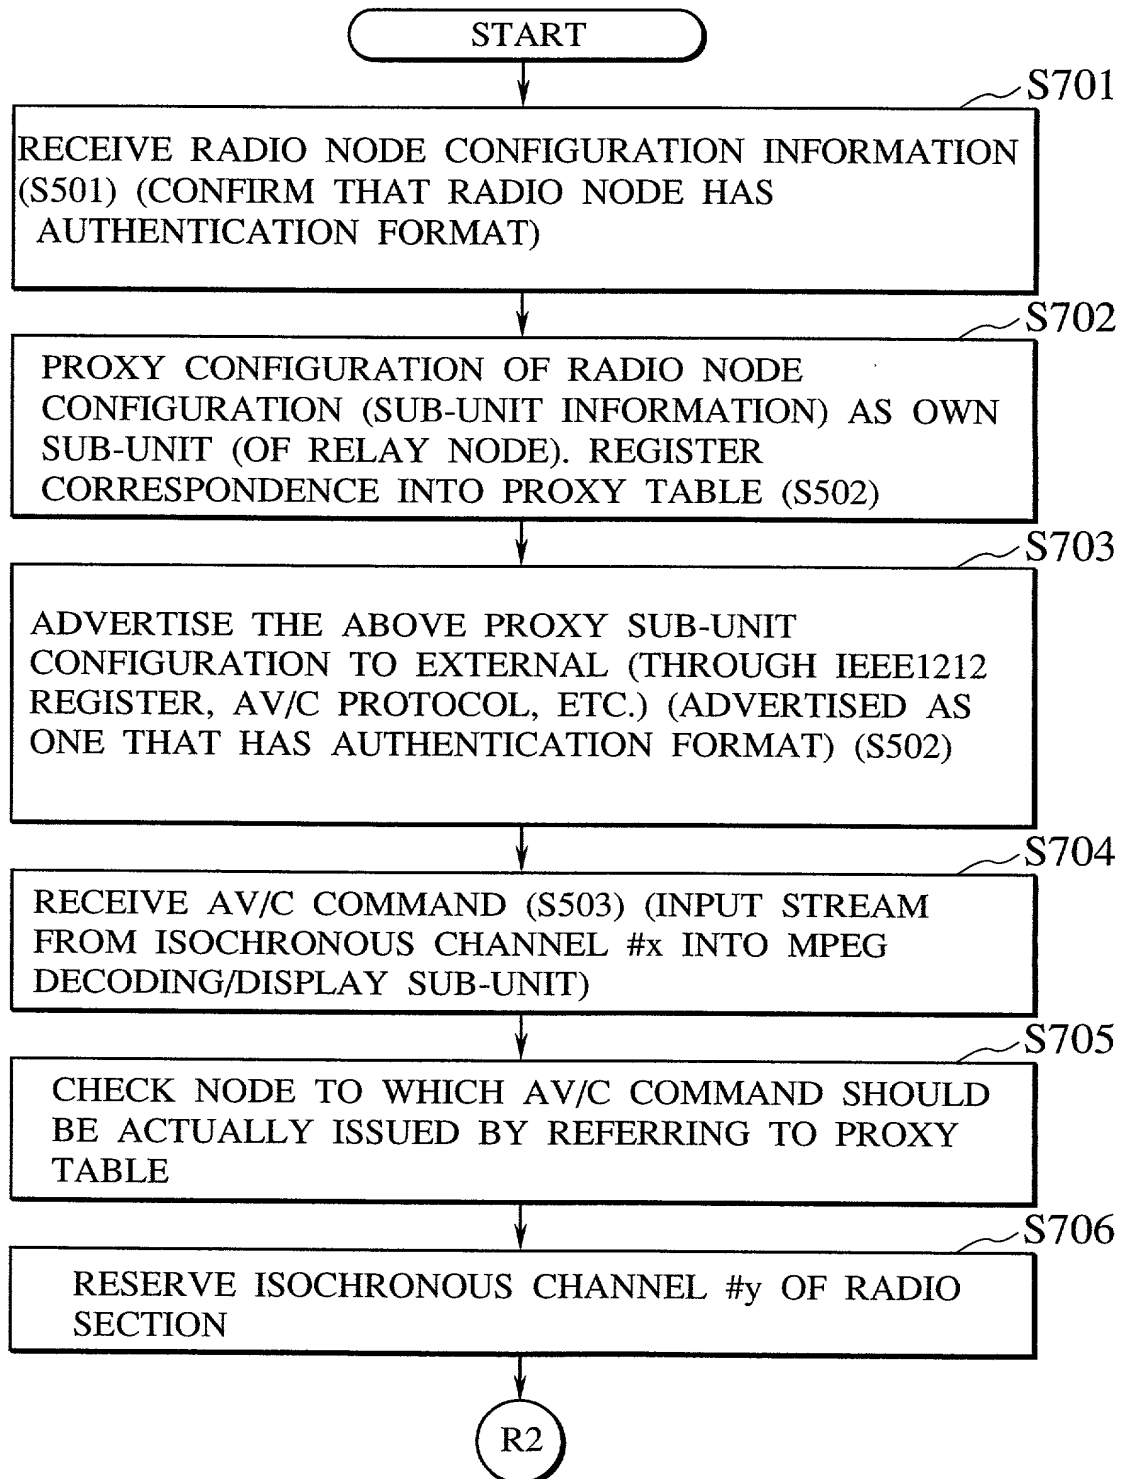 START
S701
RECEIVE RADIO NODE CONFIGURATION INFORMATION
(S501) (CONFIRM THAT RADIO NODE HAS
AUTHENTICATION FORMAT)
S702
PROXY CONFIGURATION OF RADIO NODE
CONFIGURATION (SUB-UNIT INFORMATION) AS OWN
SUB-UNIT (OF RELAY NODE). REGISTER
CORRESPONDENCE INTO PROXY TABLE (S502)
S703
ADVERTISE THE ABOVE PROXY SUB-UNIT
CONFIGURATION TO EXTERNAL (THROUGH IEEE1212
REGISTER, AV/C PROTOCOL, ETC.) (ADVERTISED AS
ONE THAT HAS AUTHENTICATION FORMAT) (S502)
S704
RECEIVE AV/C COMMAND (S503) (INPUT STREAM
FROM ISOCHRONOUS CHANNEL #x INTO MPEG
DECODING/DISPLAY SUB-UNIT)
S705
CHECK NODE TO WHICH AV/C COMMAND SHOULD
BE ACTUALLY ISSUED BY REFERRING TO PROXY
TABLE
S706
RESERVE ISOCHRONOUS CHANNEL #y OF RADIO
SECTION
R2